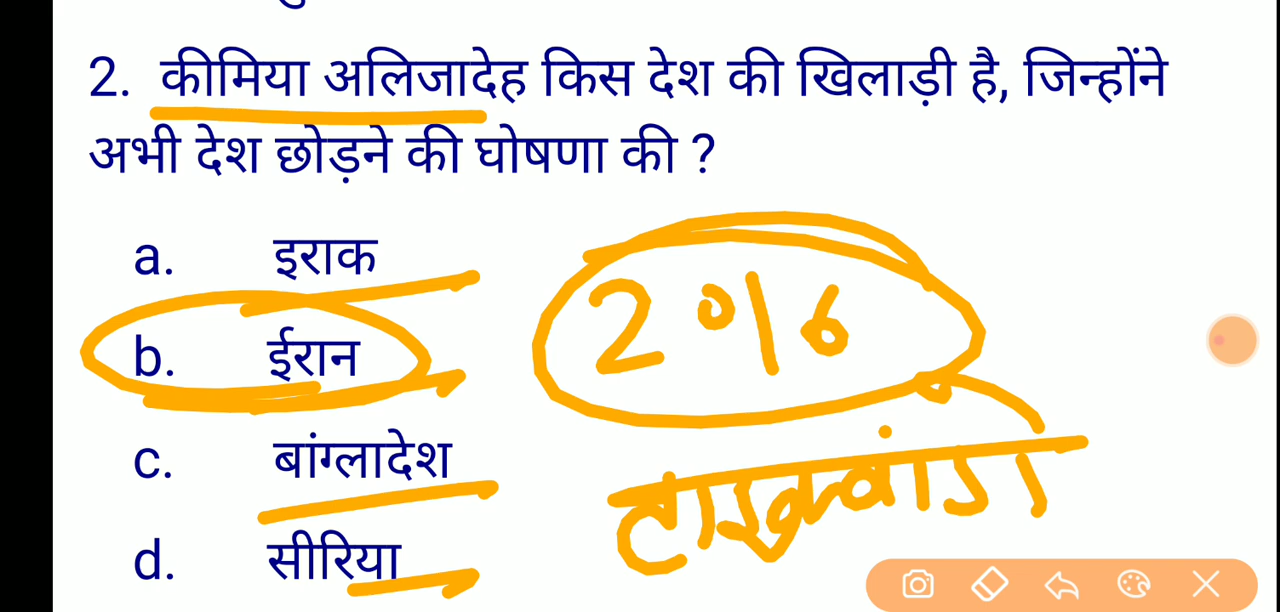 2. कीमिया अलिजादेह किस देश की खिलाड़ी है, जिन्होंने
अभी देश छोड़ने की घोषणा की ?
a. इराक
b. ईरान
2016
c. बांग्लादेश
d. सीरिया